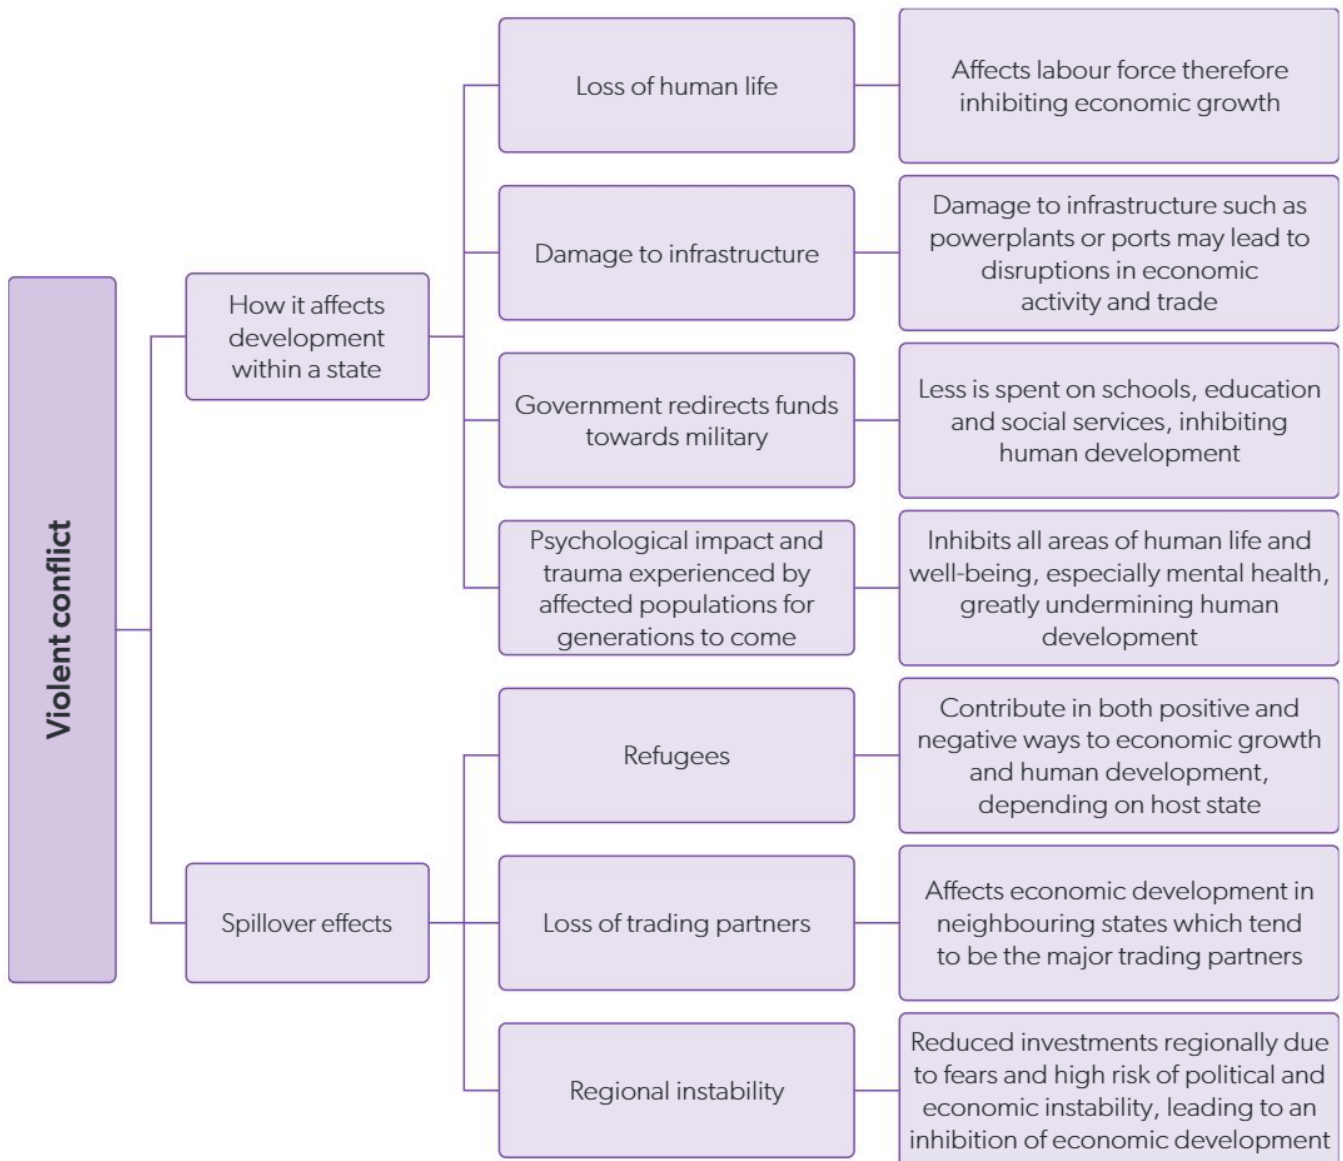 Violent conflict
How it affects
development
within a state
Loss of human life
Affects labour force therefore
inhibiting economic growth
Damage to infrastructure
Damage to infrastructure such as
powerplants or ports may lead to
disruptions in economic
activity and trade
Government redirects funds
towards military
Less is spent on schools, education
and social services, inhibiting
human development
Psychological impact and
trauma experienced by
affected populations for
generations to come
Inhibits all areas of human life and
well-being, especially mental health,
greatly undermining human
development
Spillover effects
Refugees
Contribute in both positive and
negative ways to economic growth
and human development,
depending on host state
Loss of trading partners
Affects economic development in
neighbouring states which tend
to be the major trading partners
Regional instability
Reduced investments regionally due
to fears and high risk of political and
economic instability, leading to an
inhibition of economic development